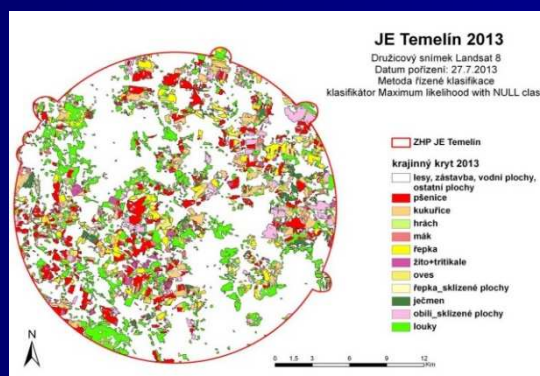 JE Temelín 2013
Družicový snímek Landsat 8
Datum pořízení: 27.7.2013
Metoda řízené klasifikace
klasifikátor Maximum likelihood with NULL clas
ZHP JE Temelín
krajinný kryt 2013
lesy, zástavba, vodní plochy,
ostatní plochy
pšenice
kukuřice
hrách
mák
řepka
žito+tritikale
oves
řepka_sklizené plochy
ječmen
obilí_sklizené plochy
louky
N
0 1,5 3 6 9 12